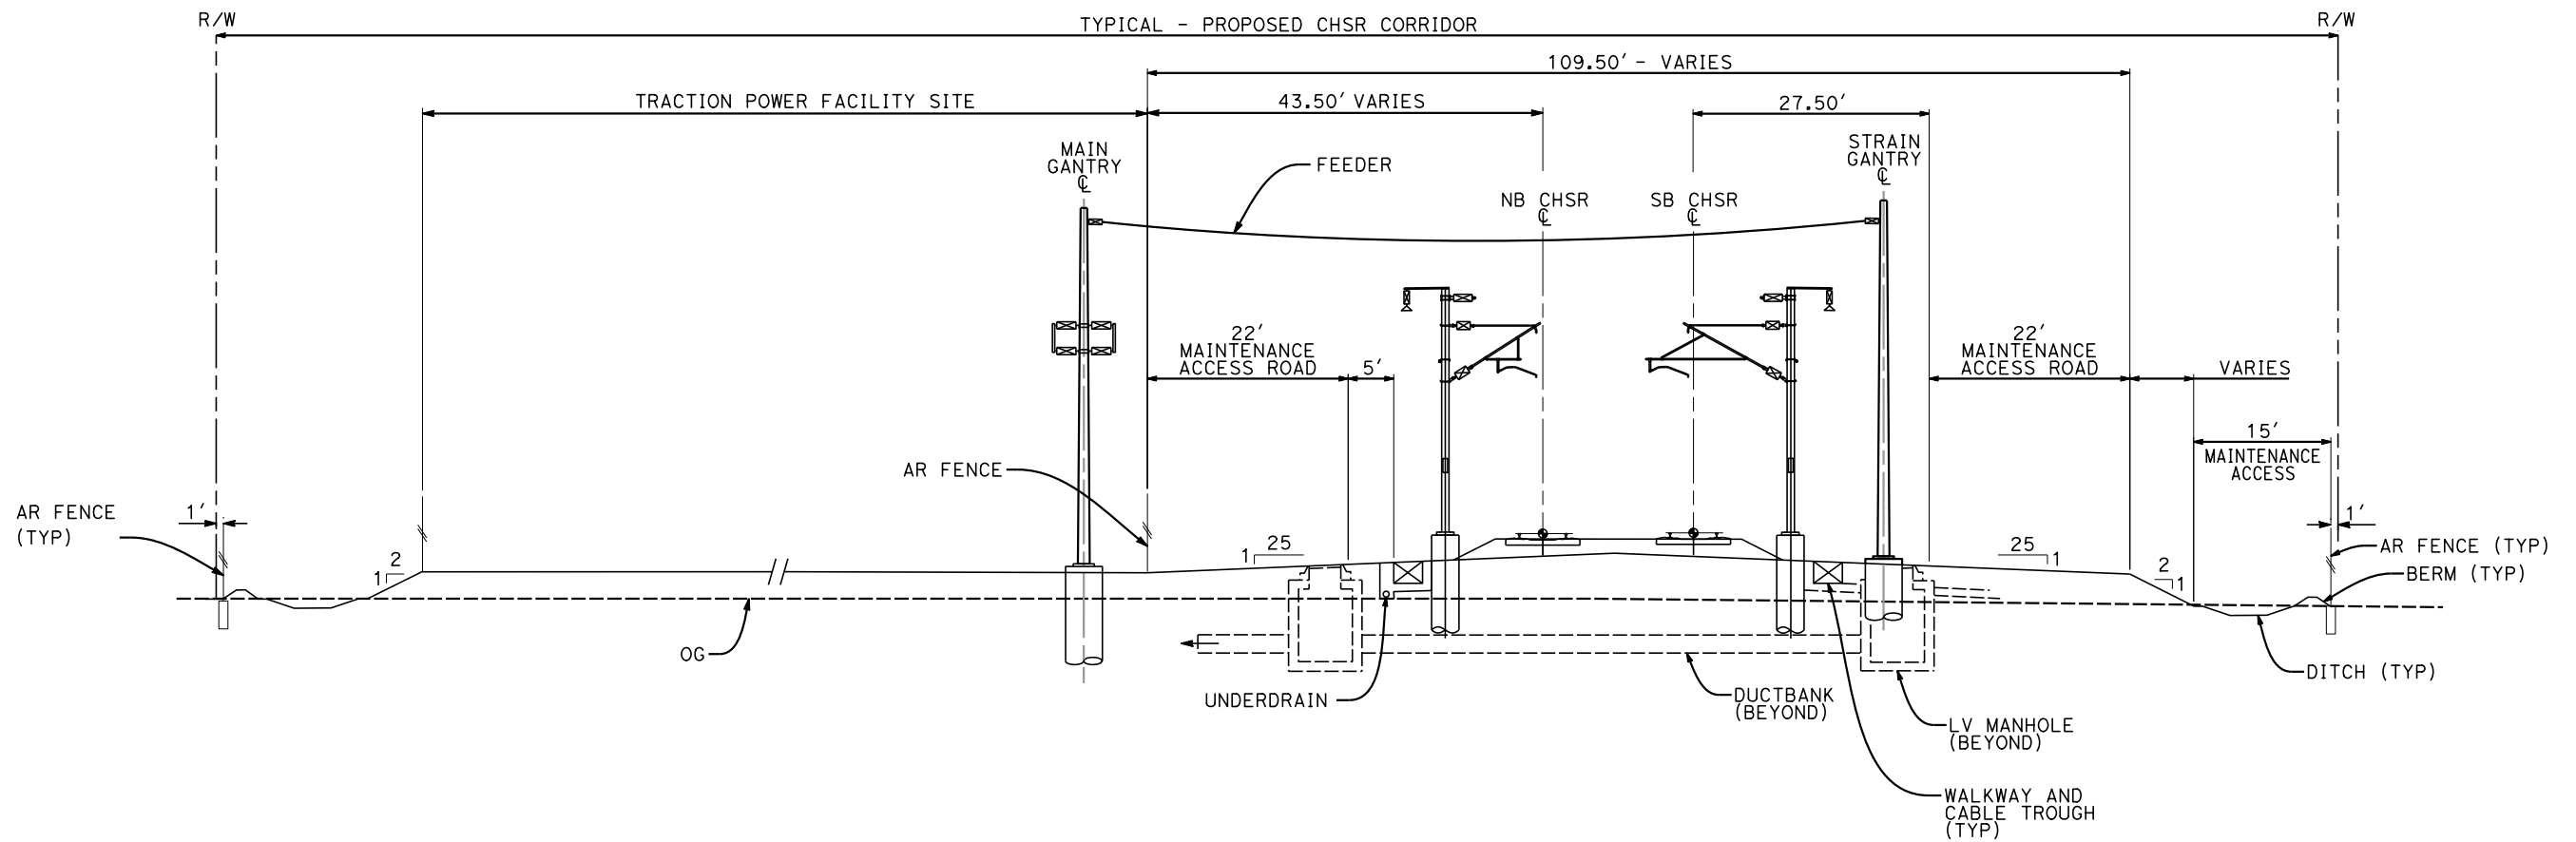 R/W
R/W
TYPICAL - PROPOSED CHSR CORRIDOR
109.50' - VARIES
TRACTION POWER FACILITY SITE
43.50' VARIES
27.50'
MAIN
GANTRY
℄
STRAIN
GANTRY
℄
FEEDER
NB CHSR
℄
SB CHSR
℄
22'
MAINTENANCE
ACCESS ROAD
5'
22'
MAINTENANCE
ACCESS ROAD
VARIES
15'
MAINTENANCE
ACCESS
AR FENCE
AR FENCE
(TYP)
1'
1'
2
1
25
1
25
1
2
1
AR FENCE (TYP)
BERM (TYP)
OG
UNDERDRAIN
DUCTBANK
(BEYOND)
LV MANHOLE
(BEYOND)
DITCH (TYP)
WALKWAY AND
CABLE TROUGH
(TYP)